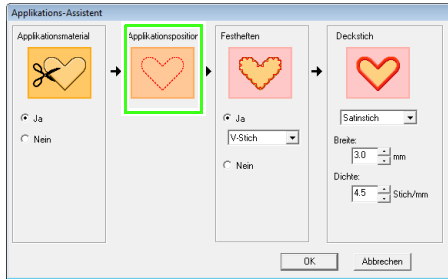 Applikations-Assistent
Applikationsmaterial
Applikationsposition
Festheften
Deckstich
Ja
Nein
Ja
V-Stich
Nein
Satinstich
Breite:
3.0 mm
Dichte:
4.5 Stich/mm
OK
Abbrechen